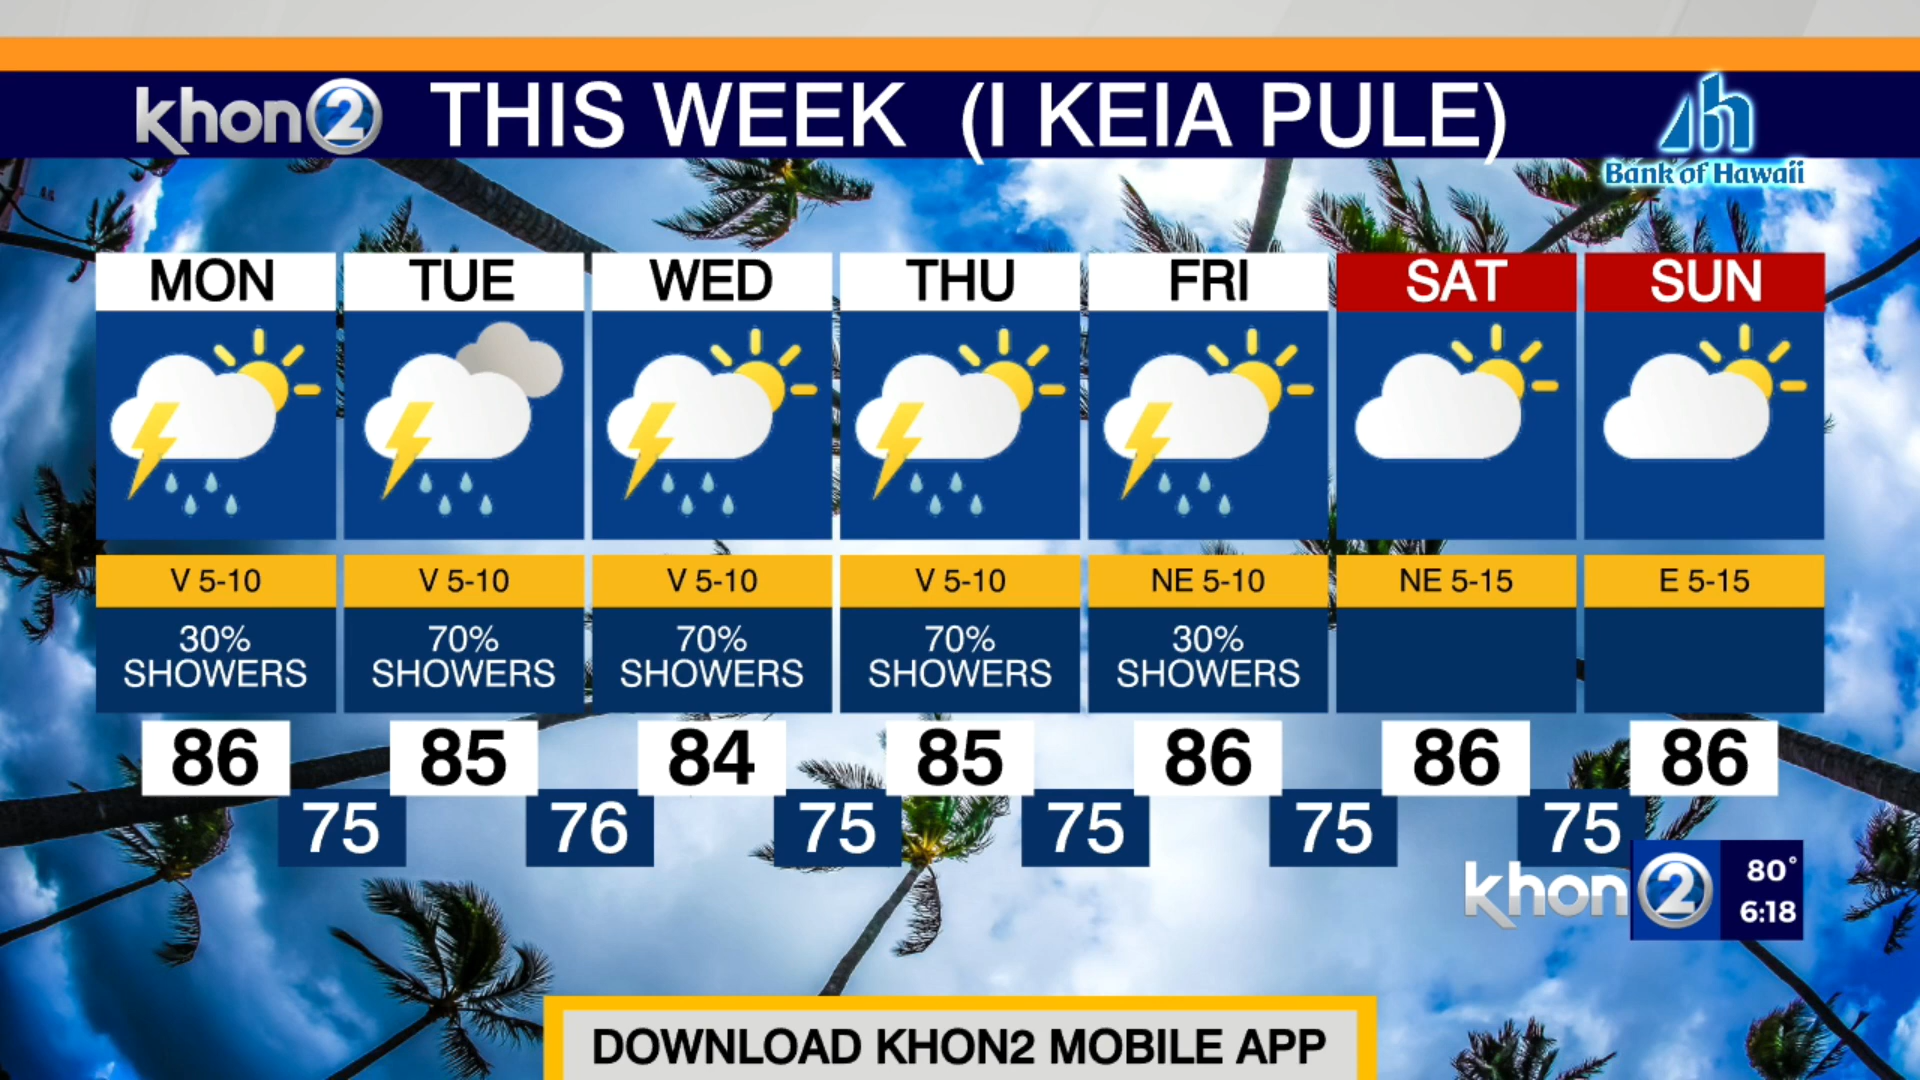 khon2 THIS WEEK (I KEIA PULE)
Bank of Hawaii
MON TUE WED THU FRI SAT SUN
V 5-10 V 5-10 V 5-10 V 5-10 NE 5-10 NE 5-15 E 5-15
30% 70% 70% 70% 30%
SHOWERS SHOWERS SHOWERS SHOWERS SHOWERS
86 85 84 85 86 86 86
75 76 75 75 75 75
khon2 80°
6:18
DOWNLOAD KHON2 MOBILE APP